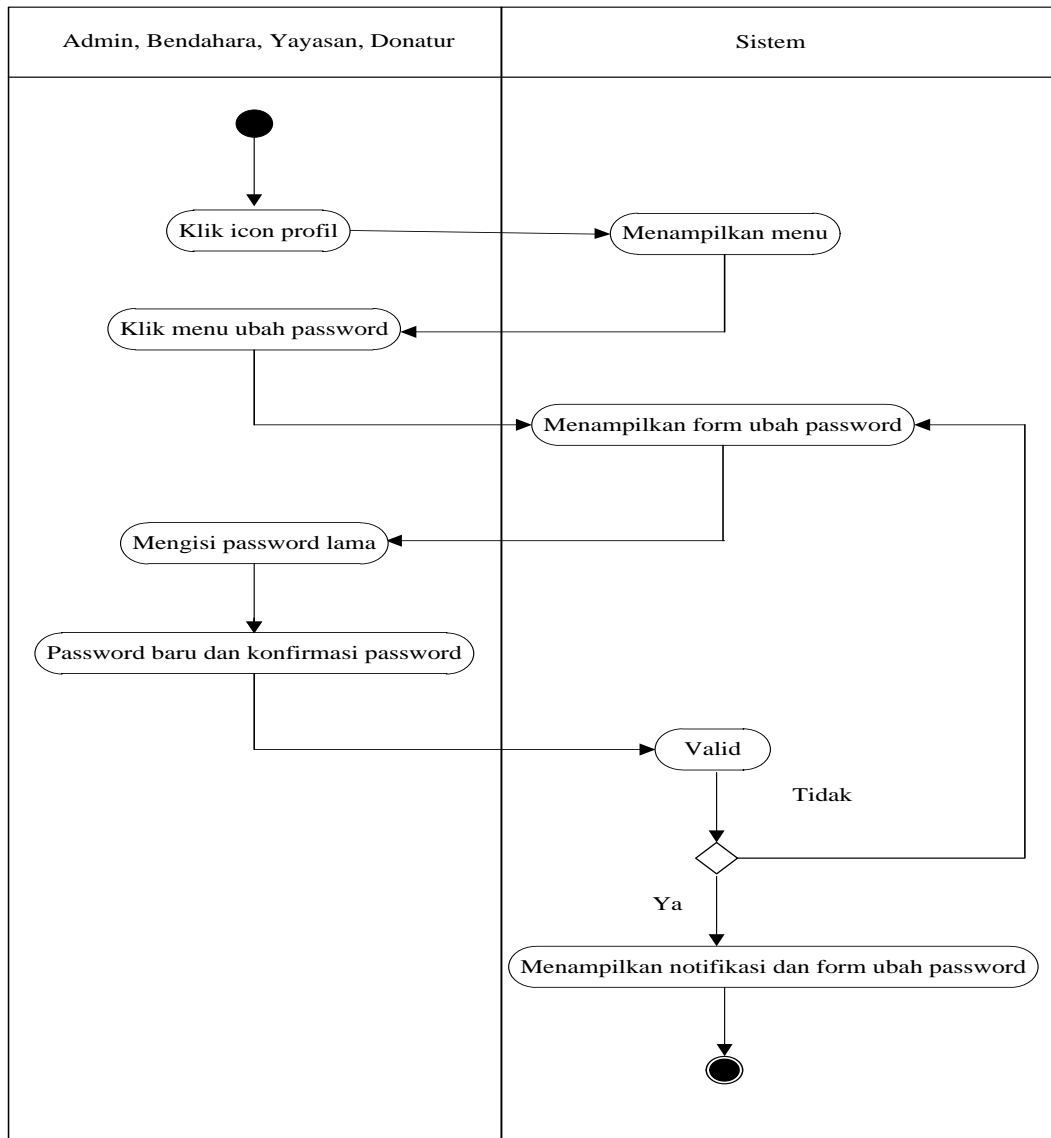 Admin, Bendahara, Yayasan, Donatur
Sistem
Klik icon profil
Menampilkan menu
Klik menu ubah password
Menampilkan form ubah password
Mengisi password lama
Password baru dan konfirmasi password
Valid
Tidak
Ya
Menampilkan notifikasi dan form ubah password